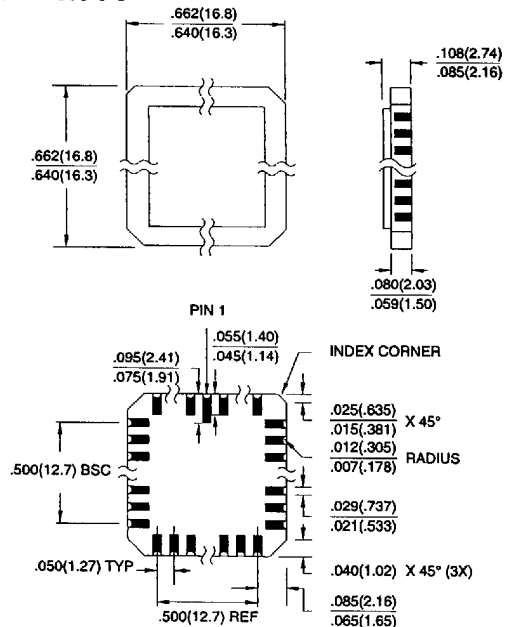 .662(16.8)
.640(16.3)
.108(2.74)
.085(2.16)
.662(16.8)
.640(16.3)
.080(2.03)
.059(1.50)
PIN 1
.055(1.40)
.045(1.14)
.095(2.41)
.075(1.91)
INDEX CORNER
.025(.635)
.015(.381) X 45°
.012(.305)
.007(.178) RADIUS
.500(12.7) BSC
.029(.737)
.021(.533)
.050(1.27) TYP
.040(1.02) X 45° (3X)
.500(12.7) REF
.085(2.16)
.065(1.65)